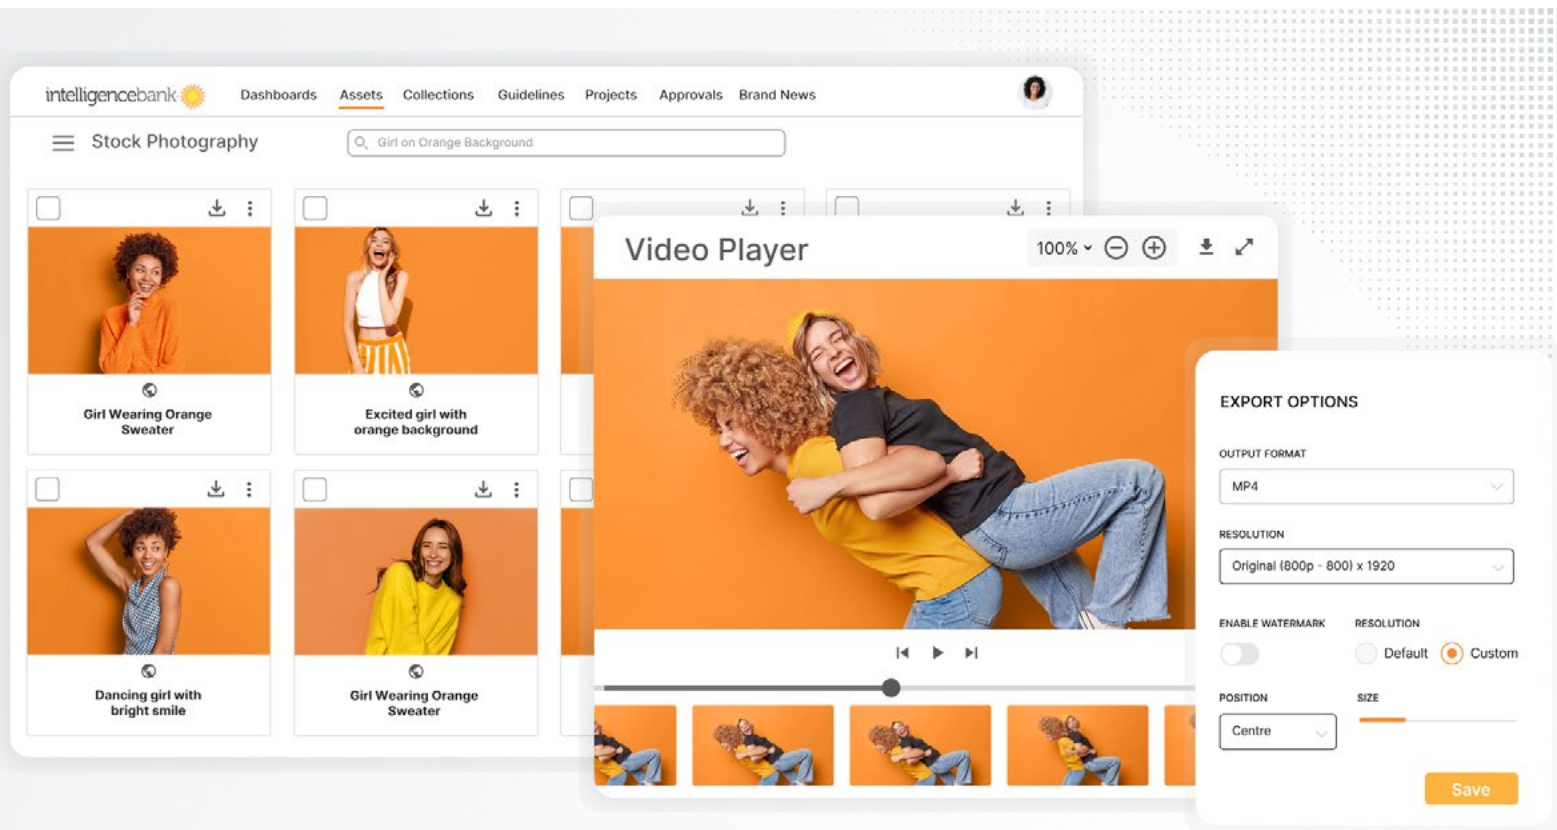 intelligencebank
Dashboards Assets Collections Guidelines Projects Approvals Brand News
Stock Photography
Girl on Orange Background
Girl Wearing Orange
Sweater
Excited girl with
orange background
Dancing girl with
bright smile
Girl Wearing Orange
Sweater
Video Player
100%
EXPORT OPTIONS
OUTPUT FORMAT
MP4
RESOLUTION
Original (800p - 800) x 1920
ENABLE WATERMARK RESOLUTION
Default Custom
POSITION SIZE
Centre
Save